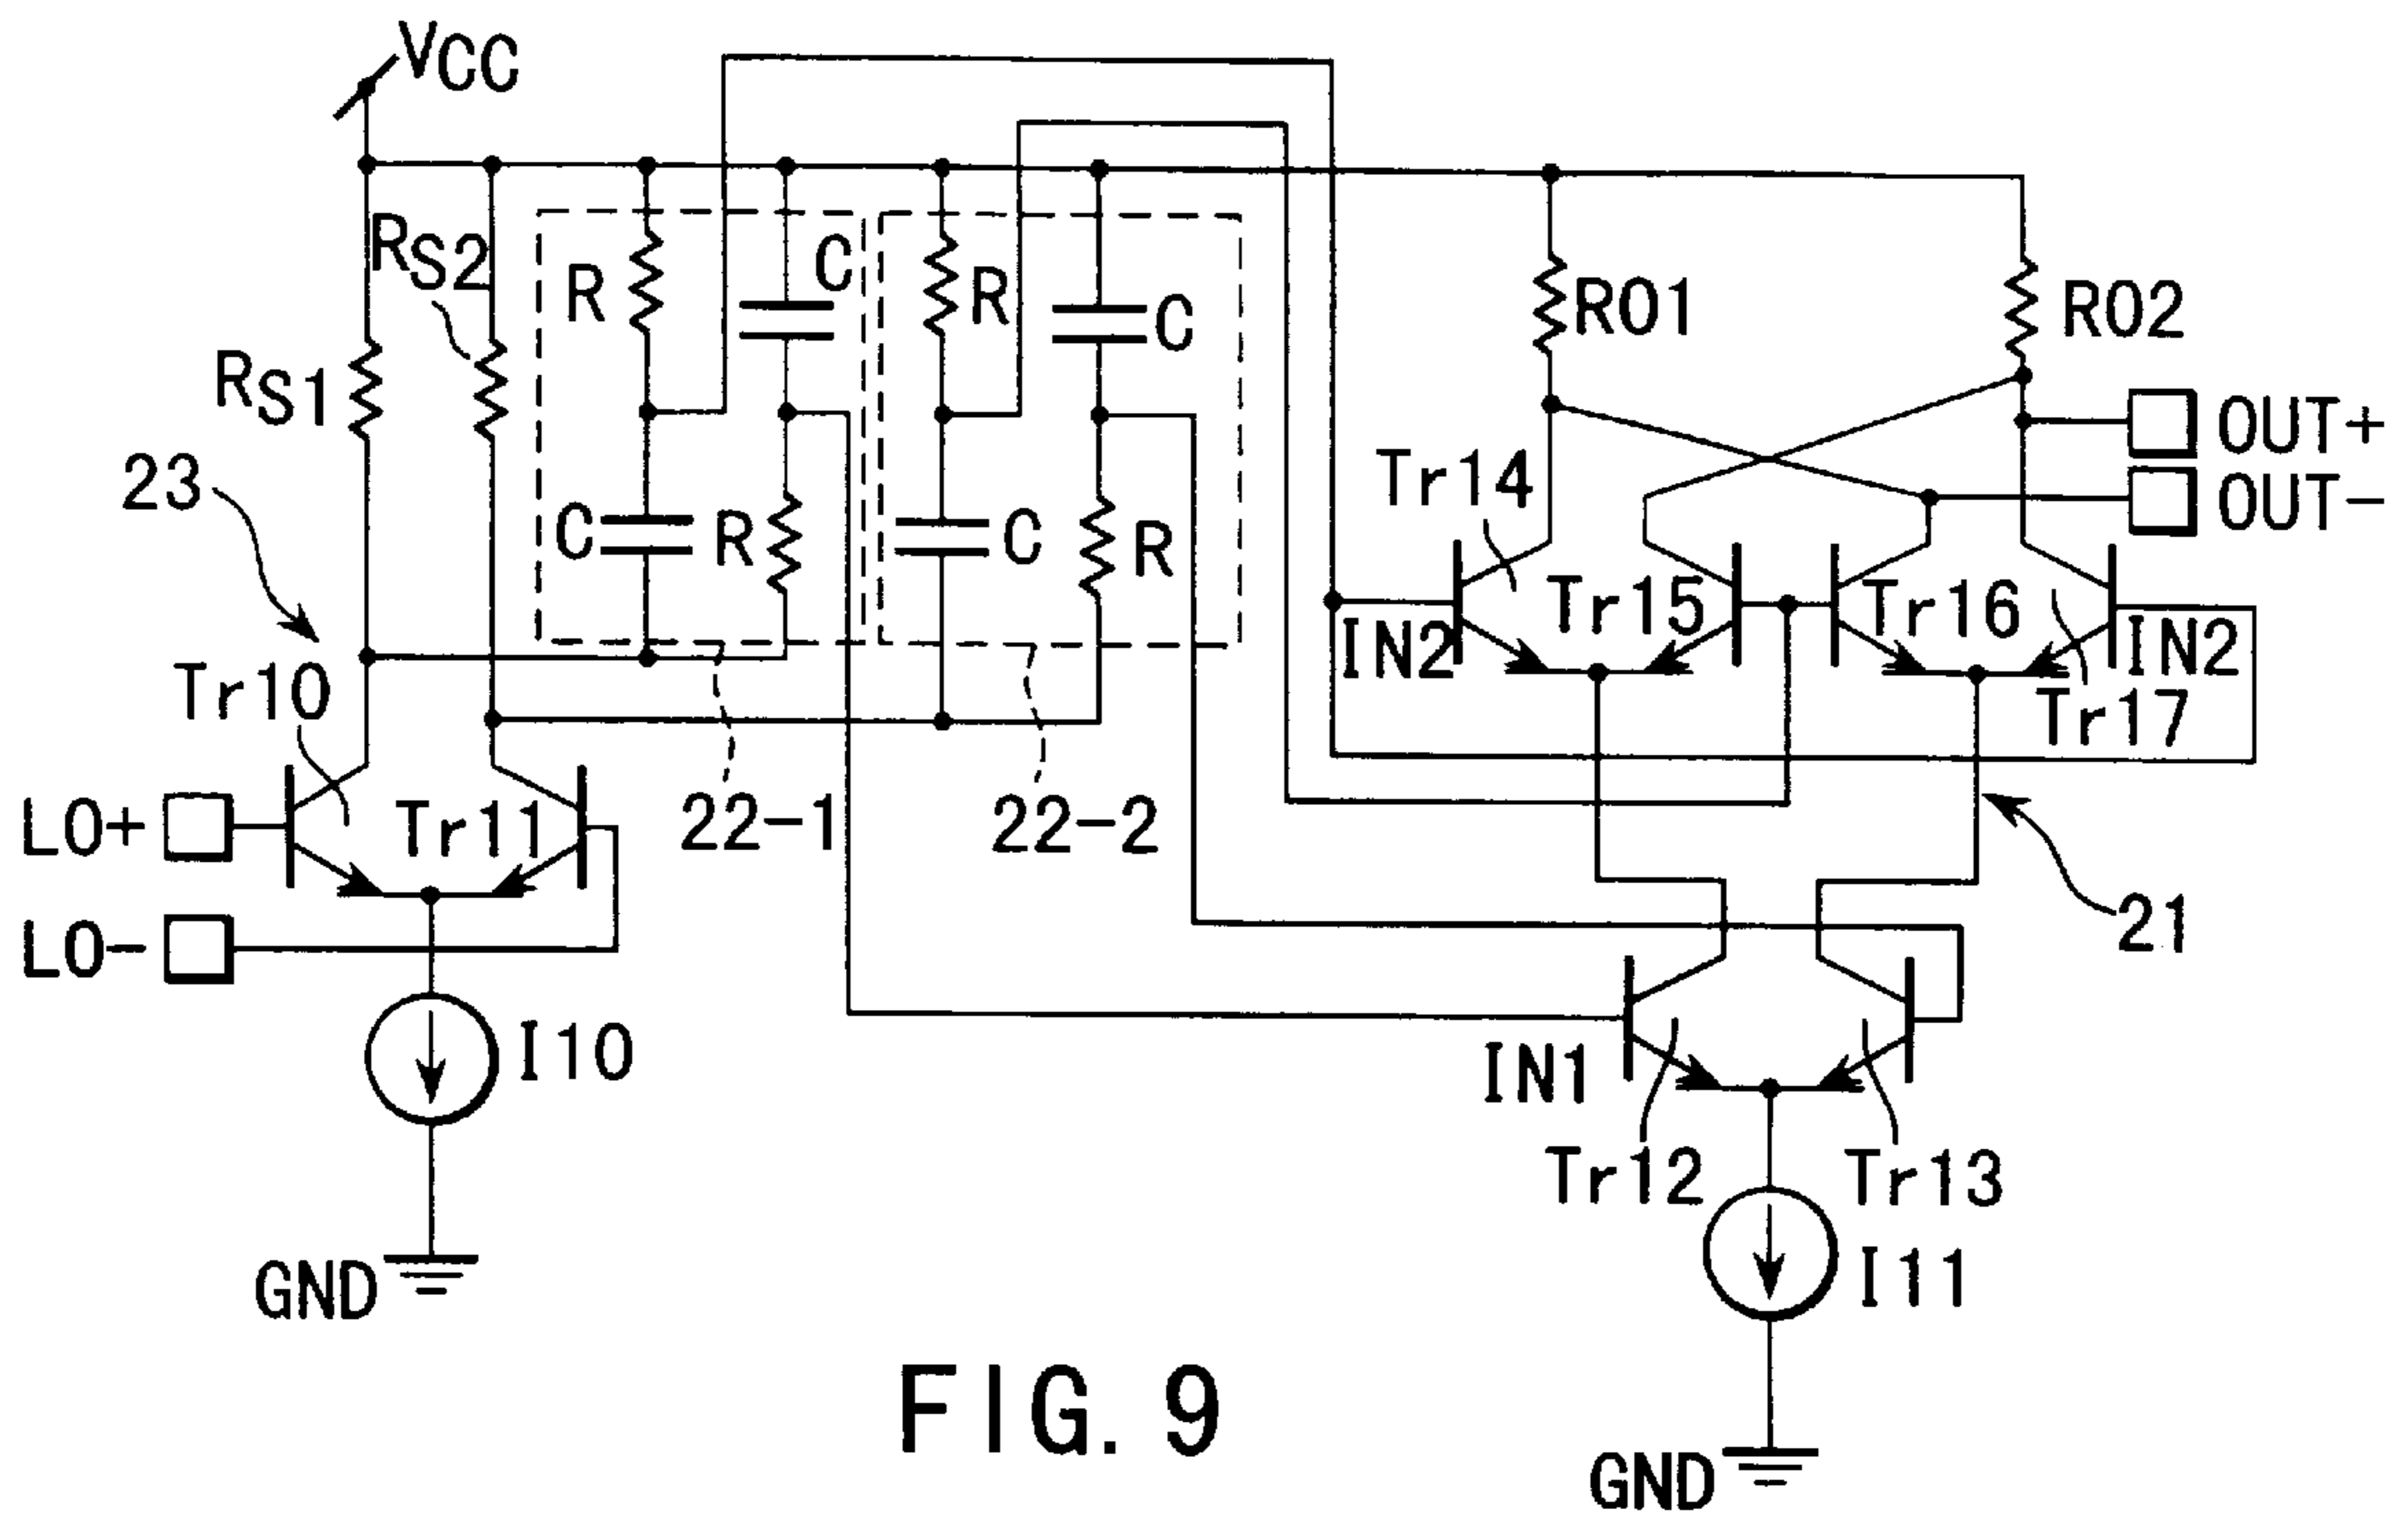 VCC
RS2
R
C
R
C
RO1
RO2
RS1
OUT+
OUT-
Tr14
23
C
R
C
R
Tr15
Tr16
IN2
IN2
Tr10
Tr17
LO+
Tr11
22-1
22-2
21
LO-
I10
IN1
Tr12
Tr13
I11
GND
FIG. 9
GND